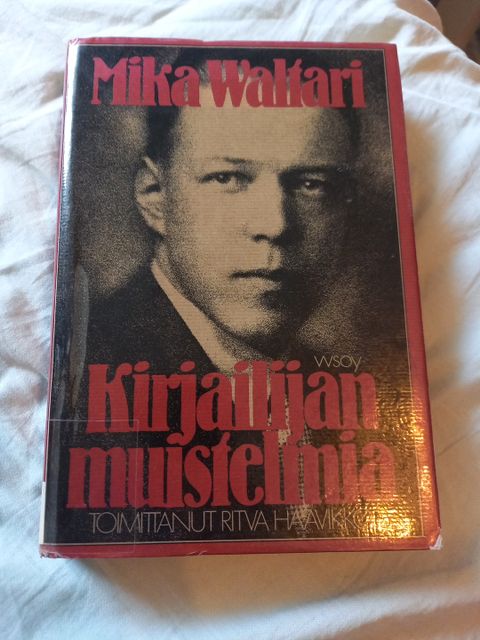 Mika Waltari
WSOY
Kirjailijan
muistelmia
TOIMITTANUT RITVA HAAVIKKO